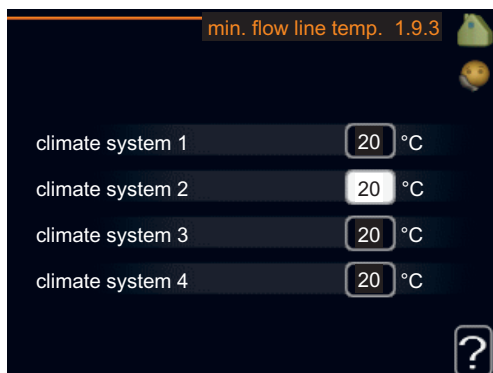 min. flow line temp. 1.9.3
climate system 1 20 °C
climate system 2 20 °C
climate system 3 20 °C
climate system 4 20 °C
?